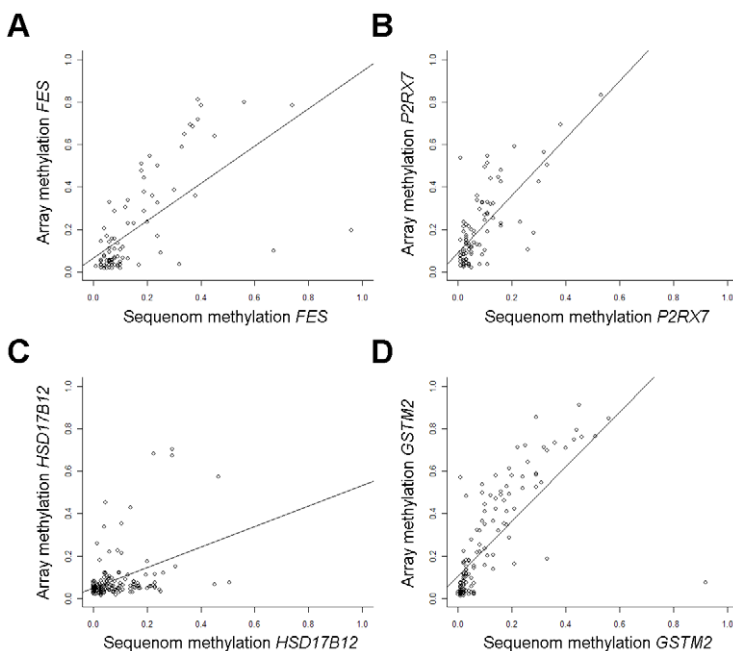 A
Array methylation FES
1.0
0.8
0.6
0.4
0.2
0.0
0.0 0.2 0.4 0.6 0.8 1.0
Sequenom methylation FES
B
Array methylation P2RX7
1.0
0.8
0.6
0.4
0.2
0.0
0.0 0.2 0.4 0.6 0.8 1.0
Sequenom methylation P2RX7
C
Array methylation HSD17B12
1.0
0.8
0.6
0.4
0.2
0.0
0.0 0.2 0.4 0.6 0.8 1.0
Sequenom methylation HSD17B12
D
Array methylation GSTM2
1.0
0.8
0.6
0.4
0.2
0.0
0.0 0.2 0.4 0.6 0.8 1.0
Sequenom methylation GSTM2